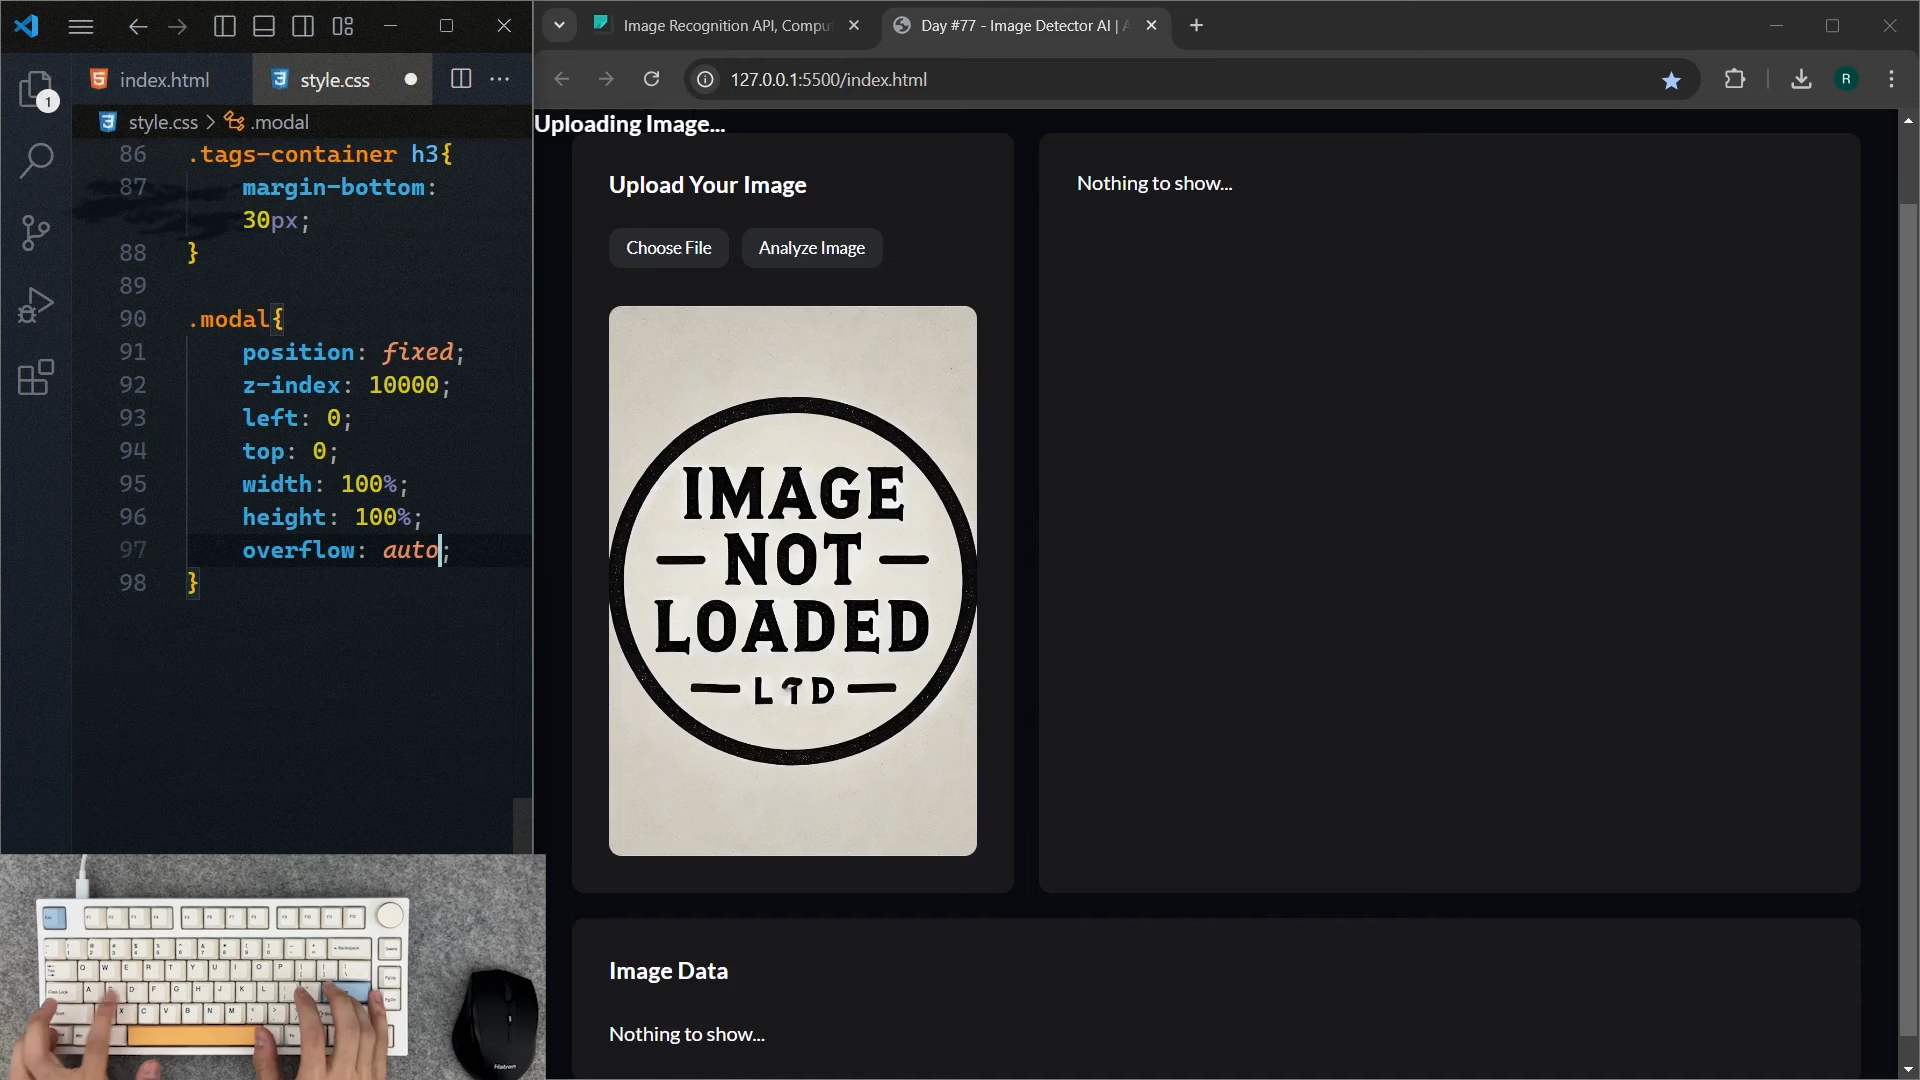 index.html
style.css
style.css > .modal
1
86 .tags-container h3{
87 margin-bottom:
30px;
88 }
89
90 .modal{
91 position: fixed;
92 z-index: 10000;
93 left: 0;
94 top: 0;
95 width: 100%;
96 height: 100%;
97 overflow: auto;
98 }
Image Recognition API, Compu
Day #77 - Image Detector AI | A
127.0.0.1:5500/index.html
R
Uploading Image...
Upload Your Image
Choose File
Analyze Image
IMAGE
NOT
LOADED
Nothing to show...
Image Data
Nothing to show...